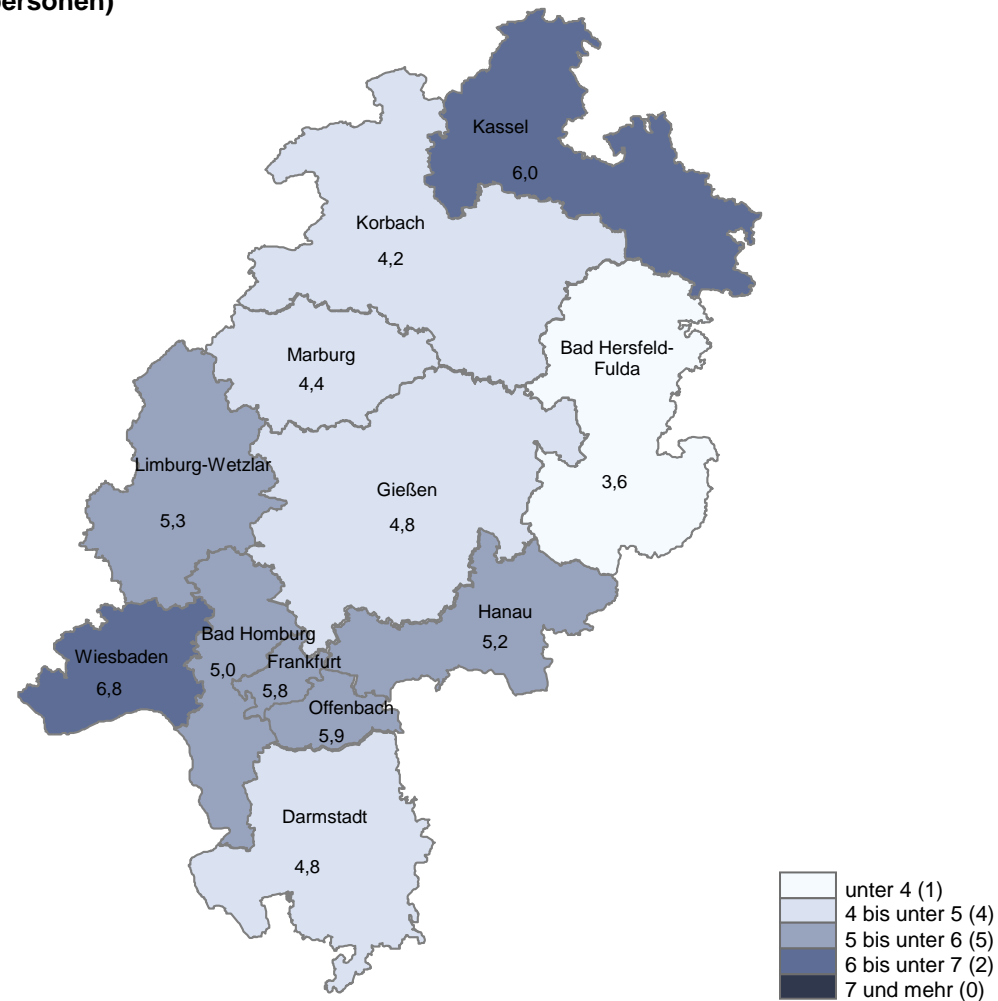 personen)
Kassel
6,0
Korbach
4,2
Marburg
4,4
Bad Hersfeld-
Fulda
3,6
Limburg-Wetzlar
5,3
Gießen
4,8
Hanau
5,2
Bad Homburg
5,0
Wiesbaden
6,8
Frankfurt
5,8
Offenbach
5,9
Darmstadt
4,8
unter 4 (1)
4 bis unter 5 (4)
5 bis unter 6 (5)
6 bis unter 7 (2)
7 und mehr (0)